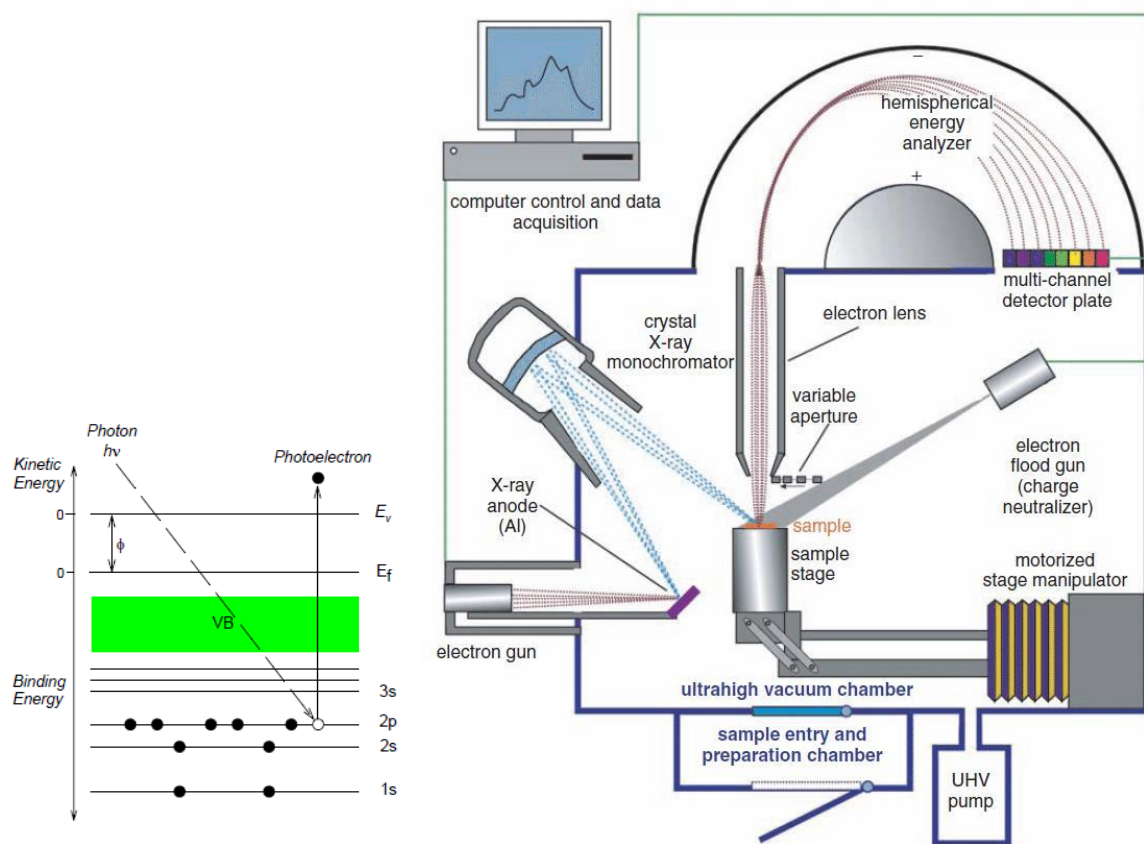 Photon
hν
Photoelectron
Kinetic
Energy
0
Eᵥ
ϕ
0
E_f
VB
Binding
Energy
3s
2p
2s
1s
computer control and data
acquisition
−
hemispherical
energy
analyzer
+
multi-channel
detector plate
crystal
X-ray
monochromator
electron lens
variable
aperture
X-ray
anode
(Al)
electron
flood gun
(charge
neutralizer)
sample
sample
stage
motorized
stage manipulator
electron gun
ultrahigh vacuum chamber
sample entry and
preparation chamber
UHV
pump